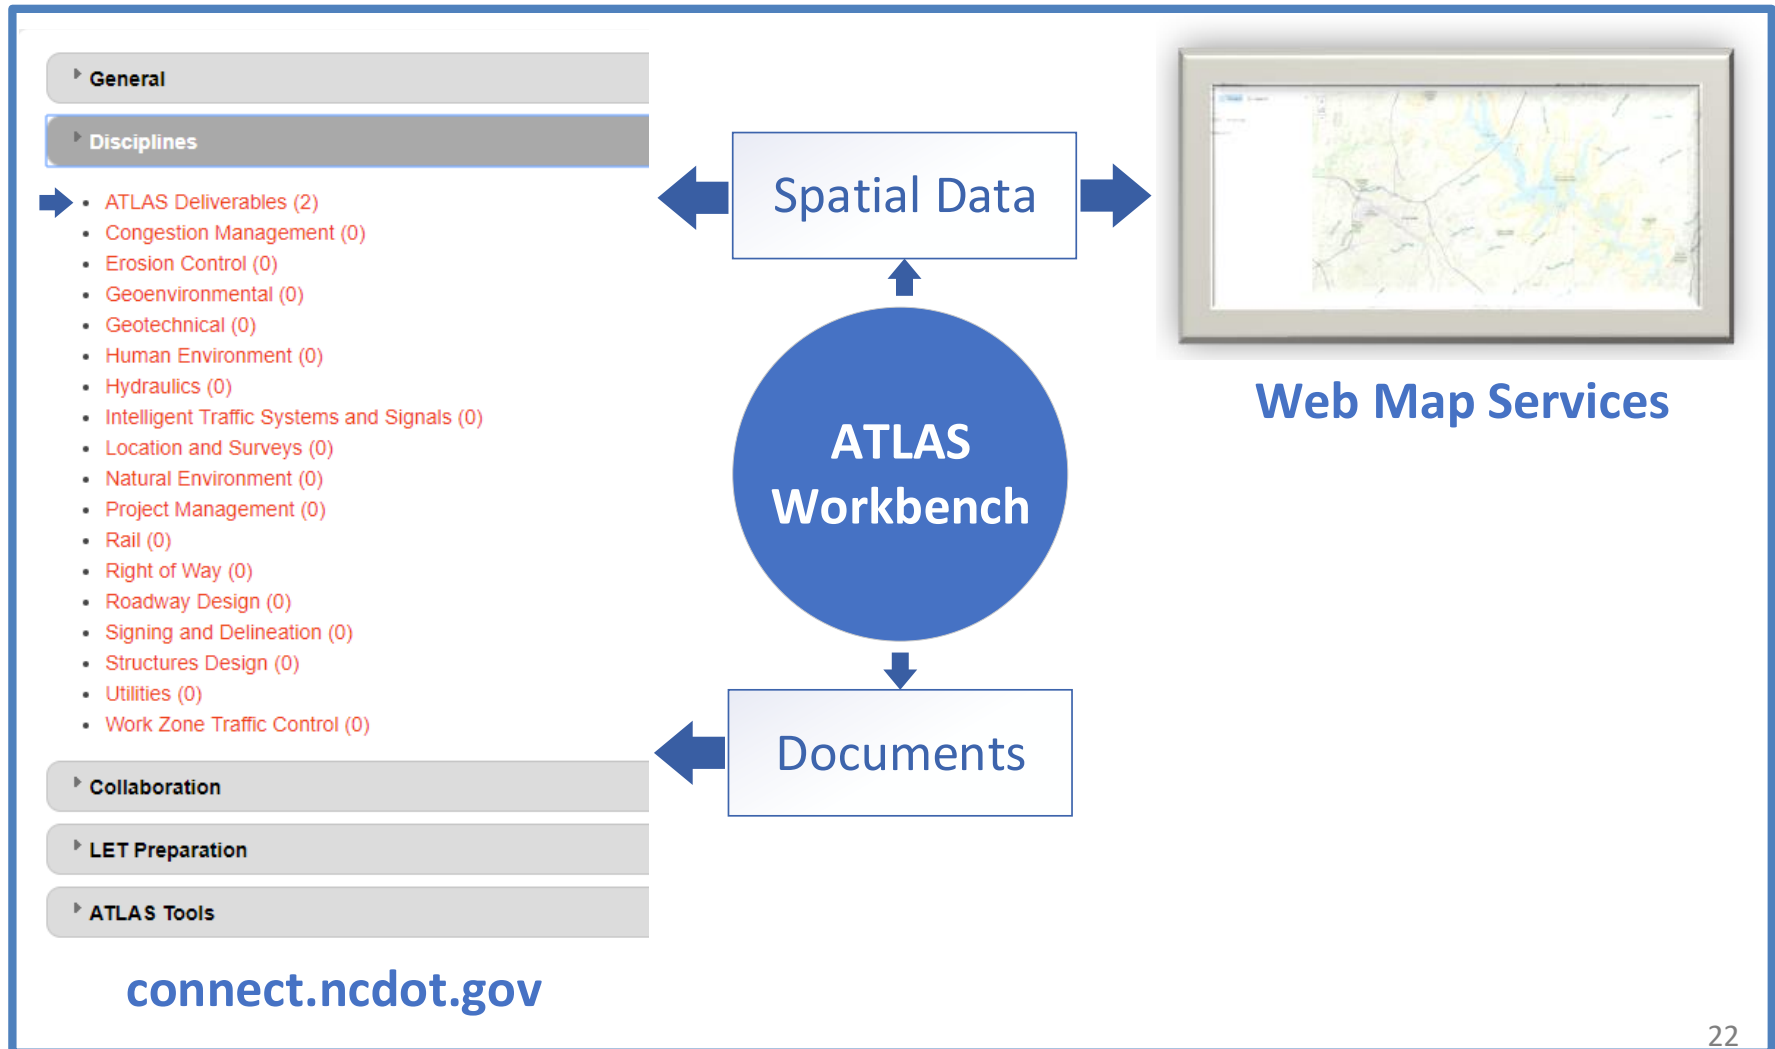 General
Disciplines
ATLAS Deliverables (2)
Congestion Management (0)
Erosion Control (0)
Geoenvironmental (0)
Geotechnical (0)
Human Environment (0)
Hydraulics (0)
Intelligent Traffic Systems and Signals (0)
Location and Surveys (0)
Natural Environment (0)
Project Management (0)
Rail (0)
Right of Way (0)
Roadway Design (0)
Signing and Delineation (0)
Structures Design (0)
Utilities (0)
Work Zone Traffic Control (0)
Collaboration
LET Preparation
ATLAS Tools
connect.ncdot.gov
Spatial Data
ATLAS
Workbench
Documents
Web Map Services
22